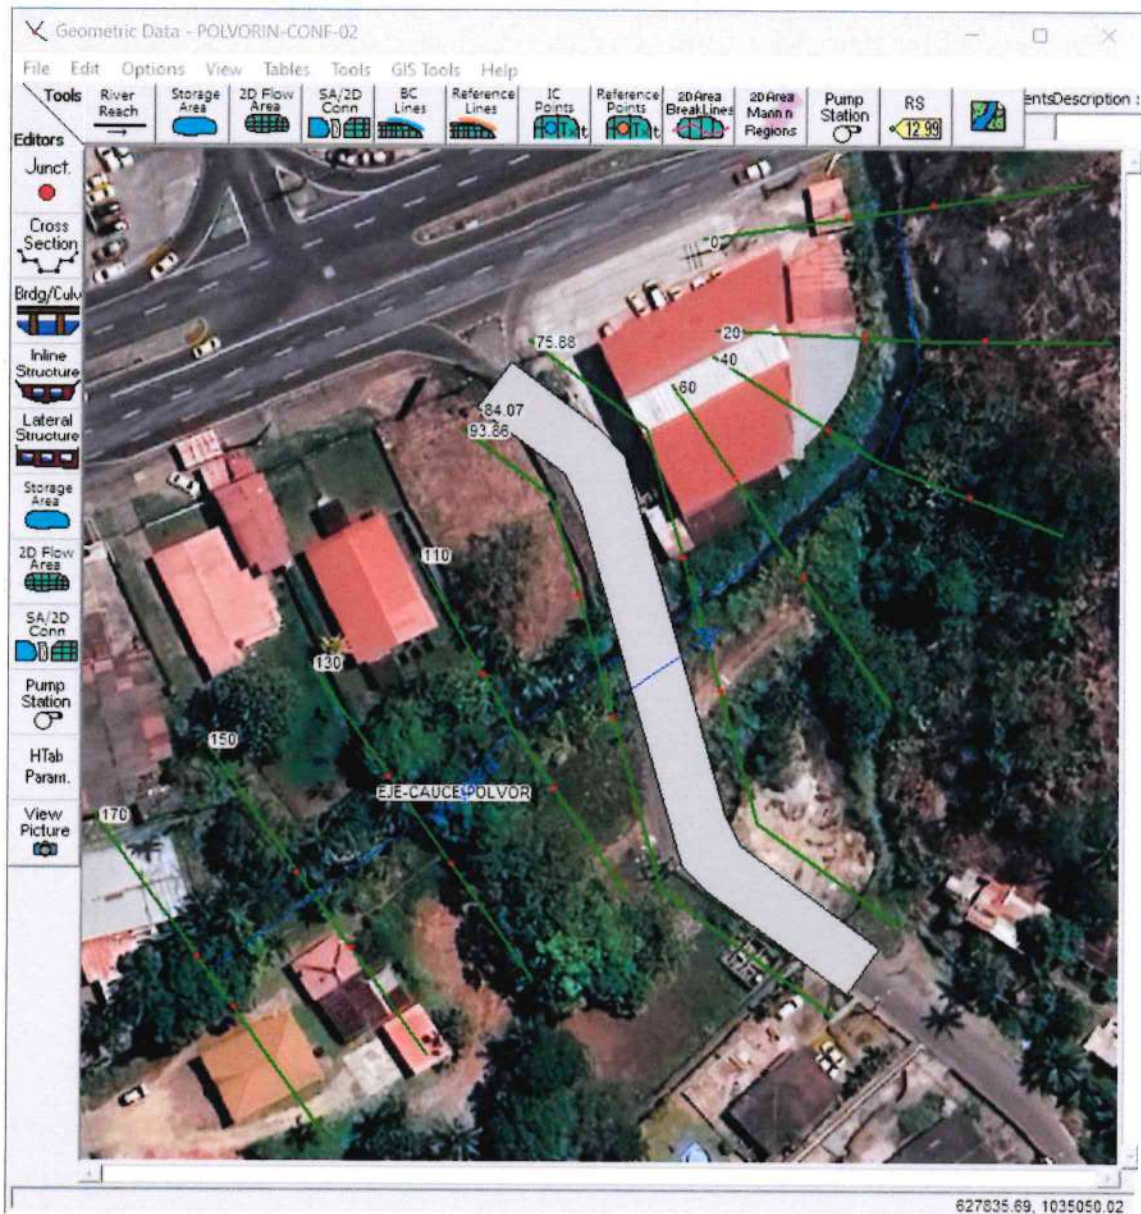 Geometric Data - POLVORIN-CONF-02
File Edit Options View Tables Tools GIS Tools Help
Tools
Editors
River
Reach
Storage
Area
2D Flow
Area
SA/2D
Conn
BC
Lines
Reference
Lines
IC
Points
Reference
Points
2D Area
BreakLines
2D Area
Mann n
Regions
Pump
Station
RS
12.99
Description :
Junct.
Cross
Section
Brdg/Culv
Inline
Structure
Lateral
Structure
Storage
Area
2D Flow
Area
SA/2D
Conn
Pump
Station
HTab
Param.
View
Picture
0
20
75.88
40
60
84.07
93.86
110
130
150
EJE-CAUCE-POLVOR
170
627835.69, 1035050.02